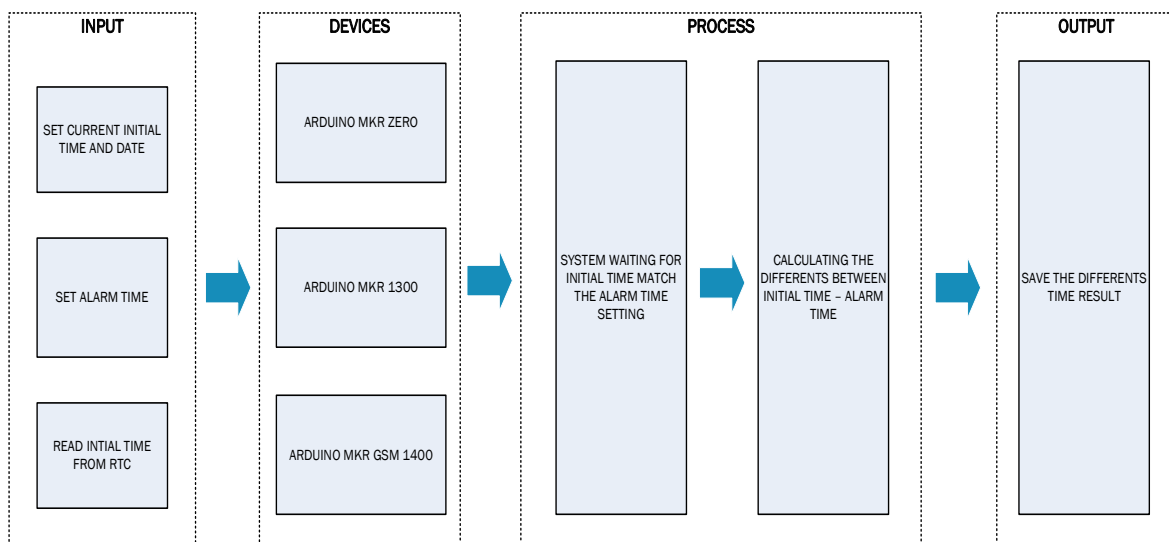 INPUT
SET CURRENT INITIAL
TIME AND DATE
SET ALARM TIME
READ INTIAL TIME
FROM RTC
DEVICES
ARDUINO MKR ZERO
ARDUINO MKR 1300
ARDUINO MKR GSM 1400
PROCESS
SYSTEM WAITING FOR
INITIAL TIME MATCH
THE ALARM TIME
SETTING
CALCULATING THE
DIFFERENTS BETWEEN
INITIAL TIME – ALARM
TIME
OUTPUT
SAVE THE DIFFERENTS
TIME RESULT